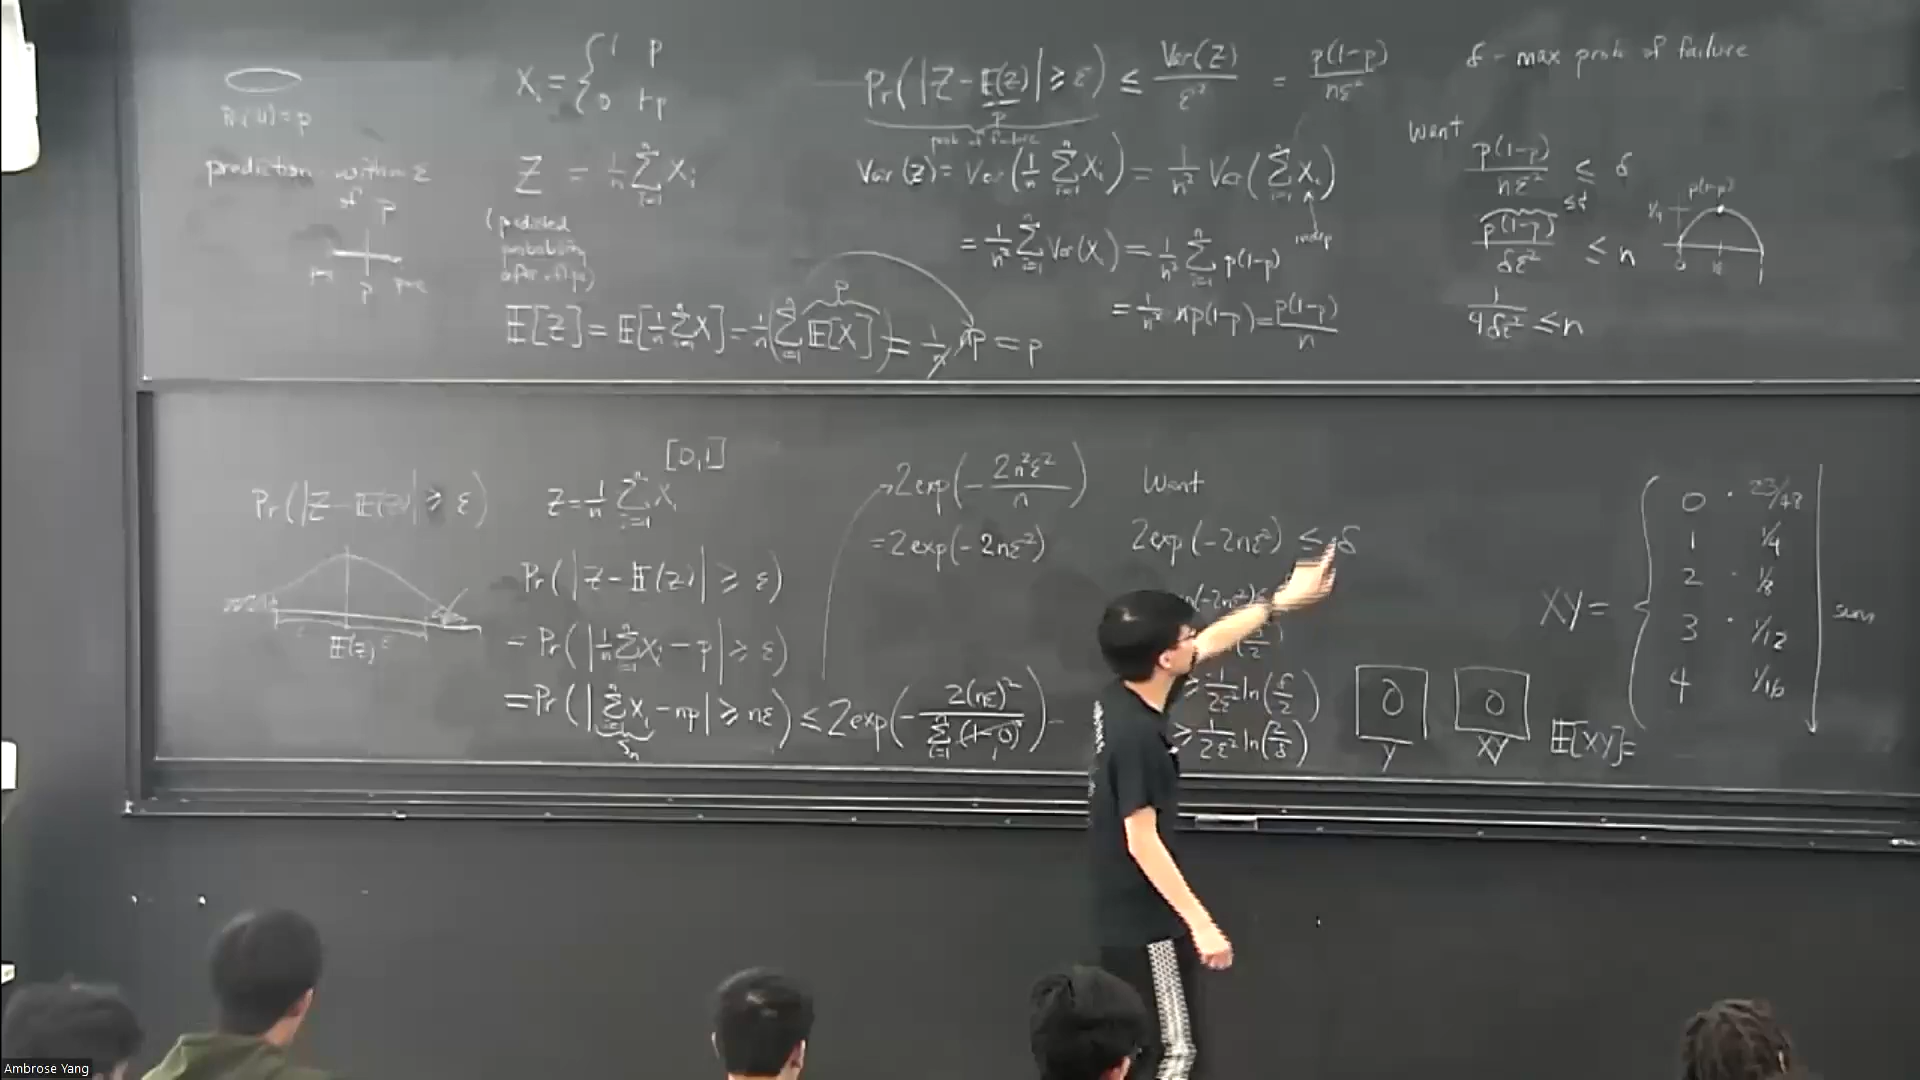 Pr(H)=p
prediction within ε
of p
p-ε p p+ε
X_i = { 1 p
0 1-p
Z = 1/n Σ_{i=1}^n X_i
(predicted
probability
after n flips)
E[Z] = E[1/n Σ_{i=1}^n X_i] = 1/n (Σ_{i=1}^n E[X_i]) = 1/n · np = p
p
Pr(|Z - E(Z)| ≥ ε) ≤ Var(Z)/ε² = p(1-p)/nε²
p
prob of failure
Var(Z) = Var(1/n Σ_{i=1}^n X_i) = 1/n² Var(Σ_{i=1}^n X_i)
indep
= 1/n² Σ_{i=1}^n Var(X_i) = 1/n² Σ_{i=1}^n p(1-p)
= 1/n² · np(1-p) = p(1-p)/n
δ - max prob of failure
Want
p(1-p)/nε² ≤ δ
p(1-p)/δε² ≤ n
1/4δε² ≤ n
p(1-p)
1/4
0 1/2 1
Pr(|Z - E(Z)| ≥ ε)
E(Z)
[0,1]
Z = 1/n Σ_{i=1}^n X_i
Pr(|Z - E(Z)| ≥ ε)
= Pr(|1/n Σ_{i=1}^n X_i - p| ≥ ε)
= Pr(|Σ_{i=1}^n X_i - np| ≥ nε) ≤ 2exp(- 2(nε)²/Σ_{i=1}^n (1-0)²)
S_n
2exp(- 2n²ε²/n)
= 2exp(-2nε²)
Want
2exp(-2nε²) ≤ δ
≥ 1/2ε² ln(2/δ)
0 0
Y XY
XY = { 0 · 23/48
1 1/4
2 · 1/8
3 · 1/12
4 1/16
sum
E[XY] =
Ambrose Yang